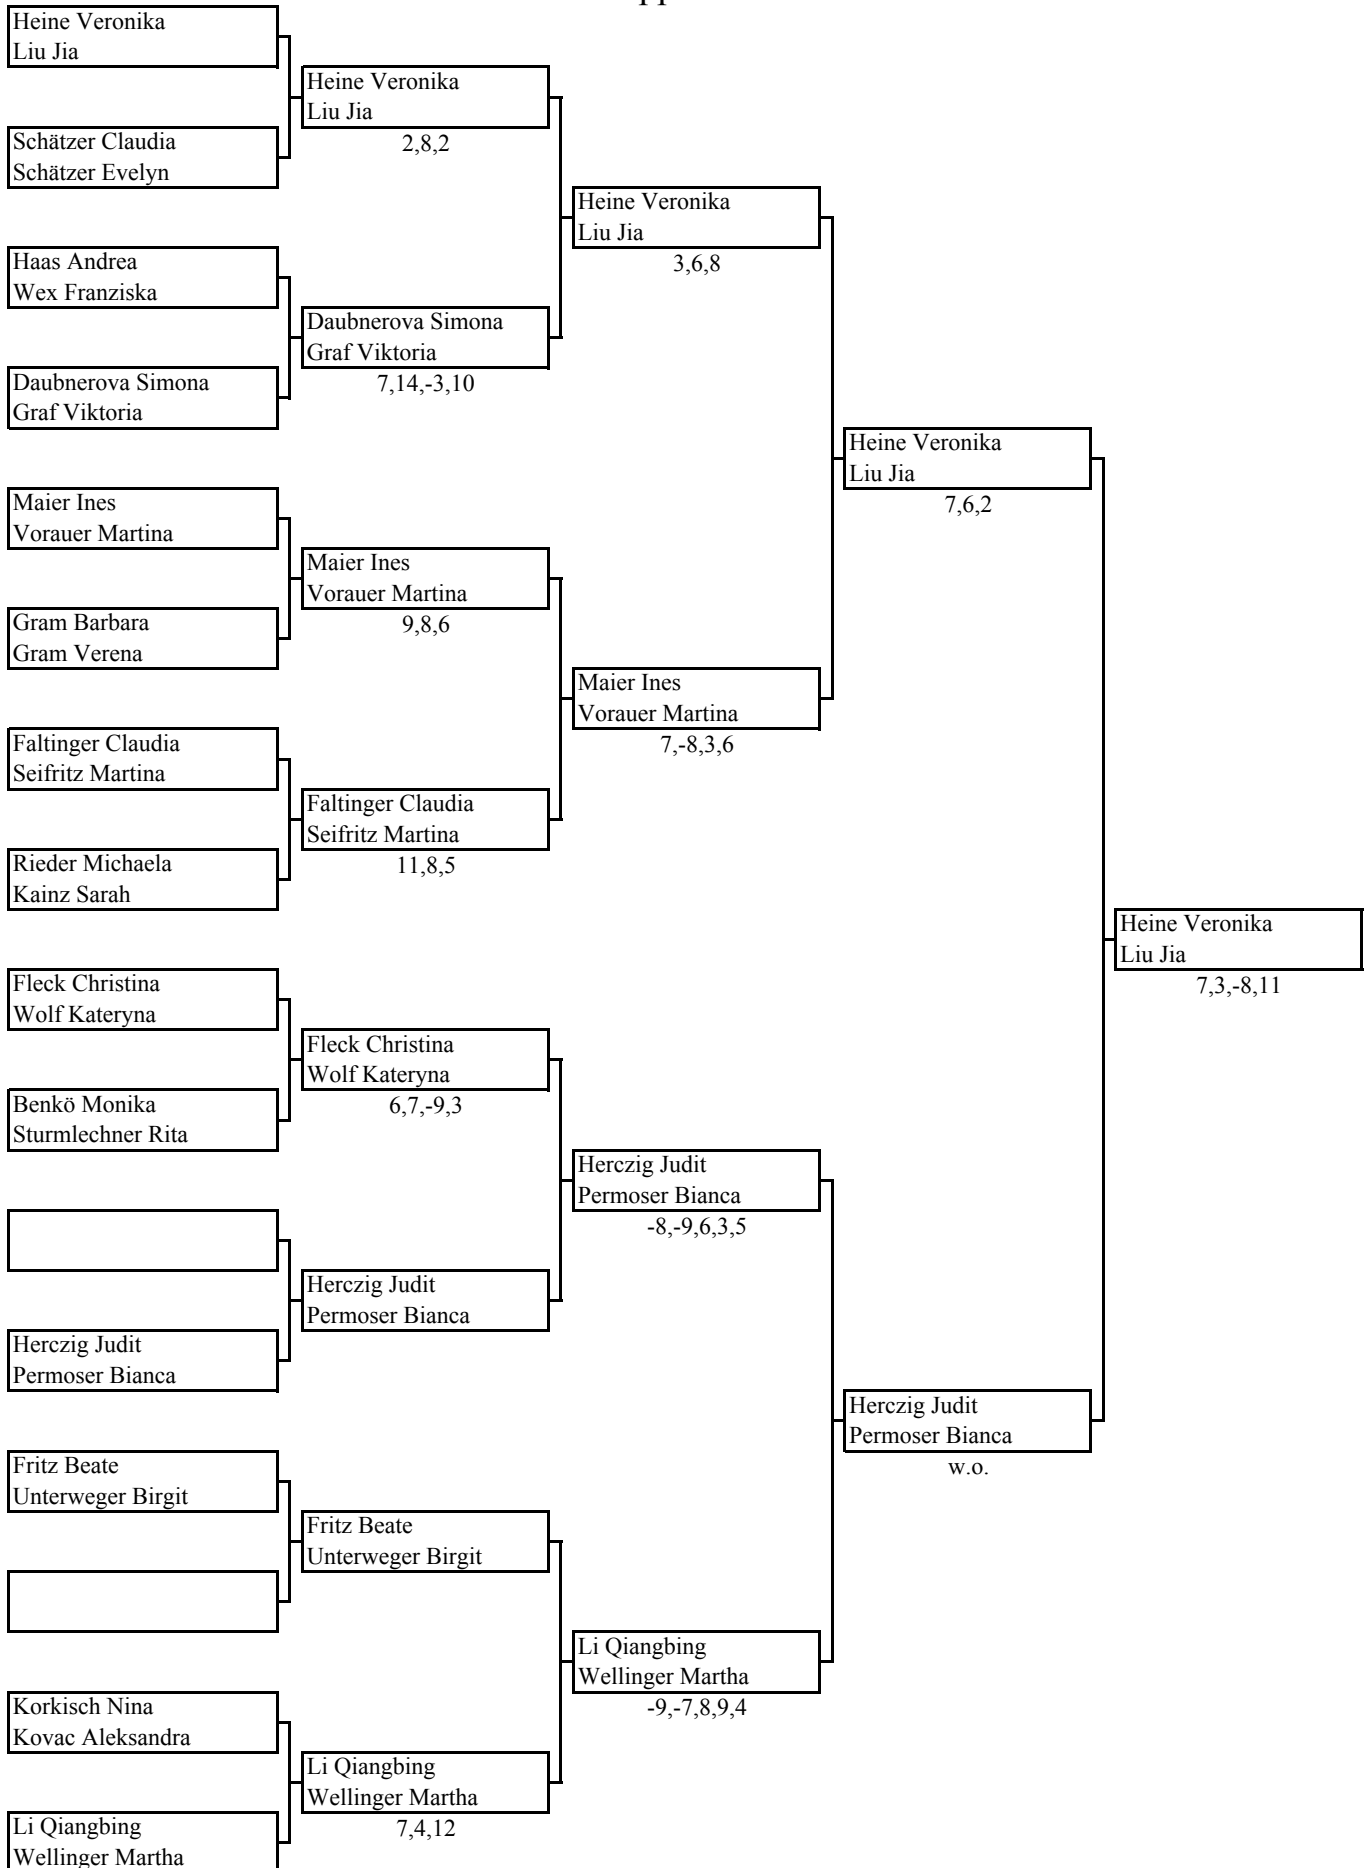 Heine Veronika
Liu Jia
Schätzer Claudia
Schätzer Evelyn
Haas Andrea
Wex Franziska
Daubnerova Simona
Graf Viktoria
Maier Ines
Vorauer Martina
Gram Barbara
Gram Verena
Faltinger Claudia
Seifritz Martina
Rieder Michaela
Kainz Sarah
Fleck Christina
Wolf Kateryna
Benkö Monika
Sturmlechner Rita
Herczig Judit
Permoser Bianca
Fritz Beate
Unterweger Birgit
Korkisch Nina
Kovac Aleksandra
Li Qiangbing
Wellinger Martha
Heine Veronika
Liu Jia
2,8,2
Daubnerova Simona
Graf Viktoria
7,14,-3,10
Maier Ines
Vorauer Martina
9,8,6
Faltinger Claudia
Seifritz Martina
11,8,5
Fleck Christina
Wolf Kateryna
6,7,-9,3
Herczig Judit
Permoser Bianca
Fritz Beate
Unterweger Birgit
Li Qiangbing
Wellinger Martha
7,4,12
Heine Veronika
Liu Jia
3,6,8
Maier Ines
Vorauer Martina
7,-8,3,6
Herczig Judit
Permoser Bianca
-8,-9,6,3,5
Li Qiangbing
Wellinger Martha
-9,-7,8,9,4
Heine Veronika
Liu Jia
7,6,2
Herczig Judit
Permoser Bianca
w.o.
Heine Veronika
Liu Jia
7,3,-8,11